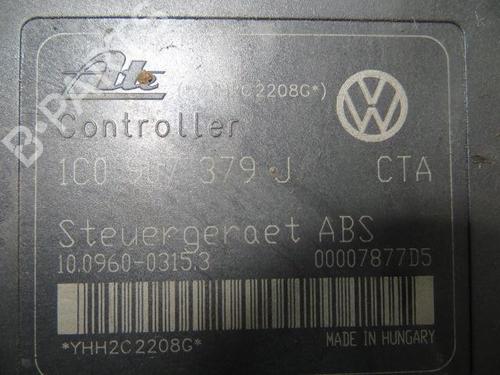 Ate
Controller
1C0 907 379 J CTA
Steuergeraet ABS
10.0960-0315.3 00007877D5
*YHH2C2208G*
MADE IN HUNGARY